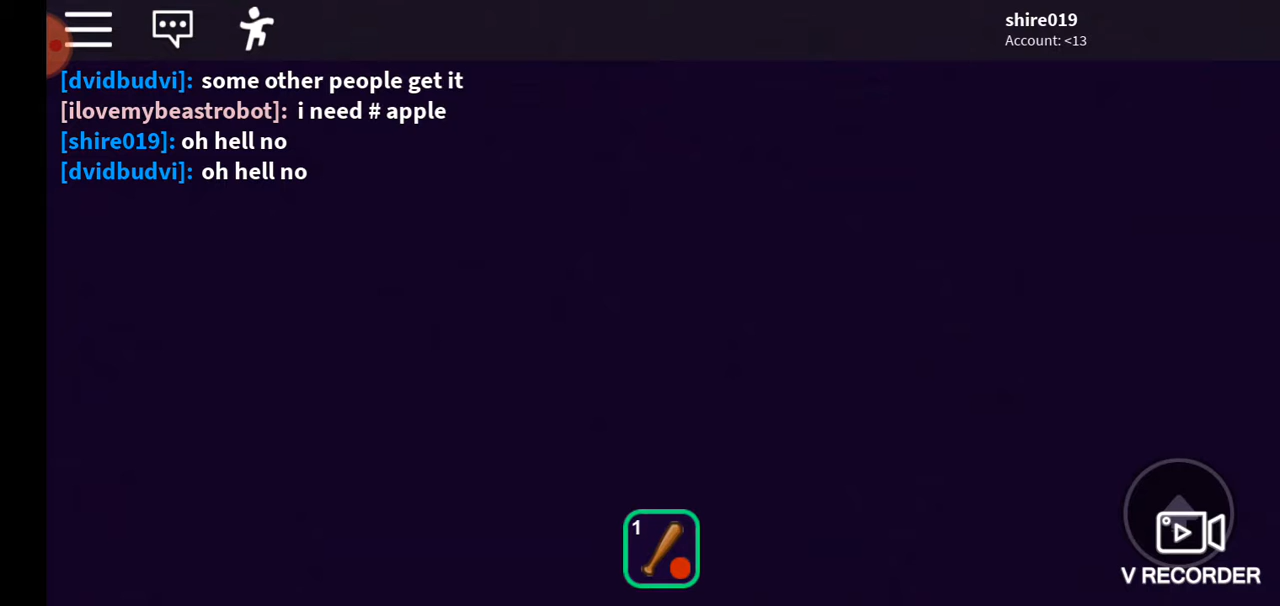 shire019
Account: <13
[dvidbudvi]: some other people get it
[ilovemybeastrobot]: i need # apple
[shire019]: oh hell no
[dvidbudvi]: oh hell no
1
V RECORDER